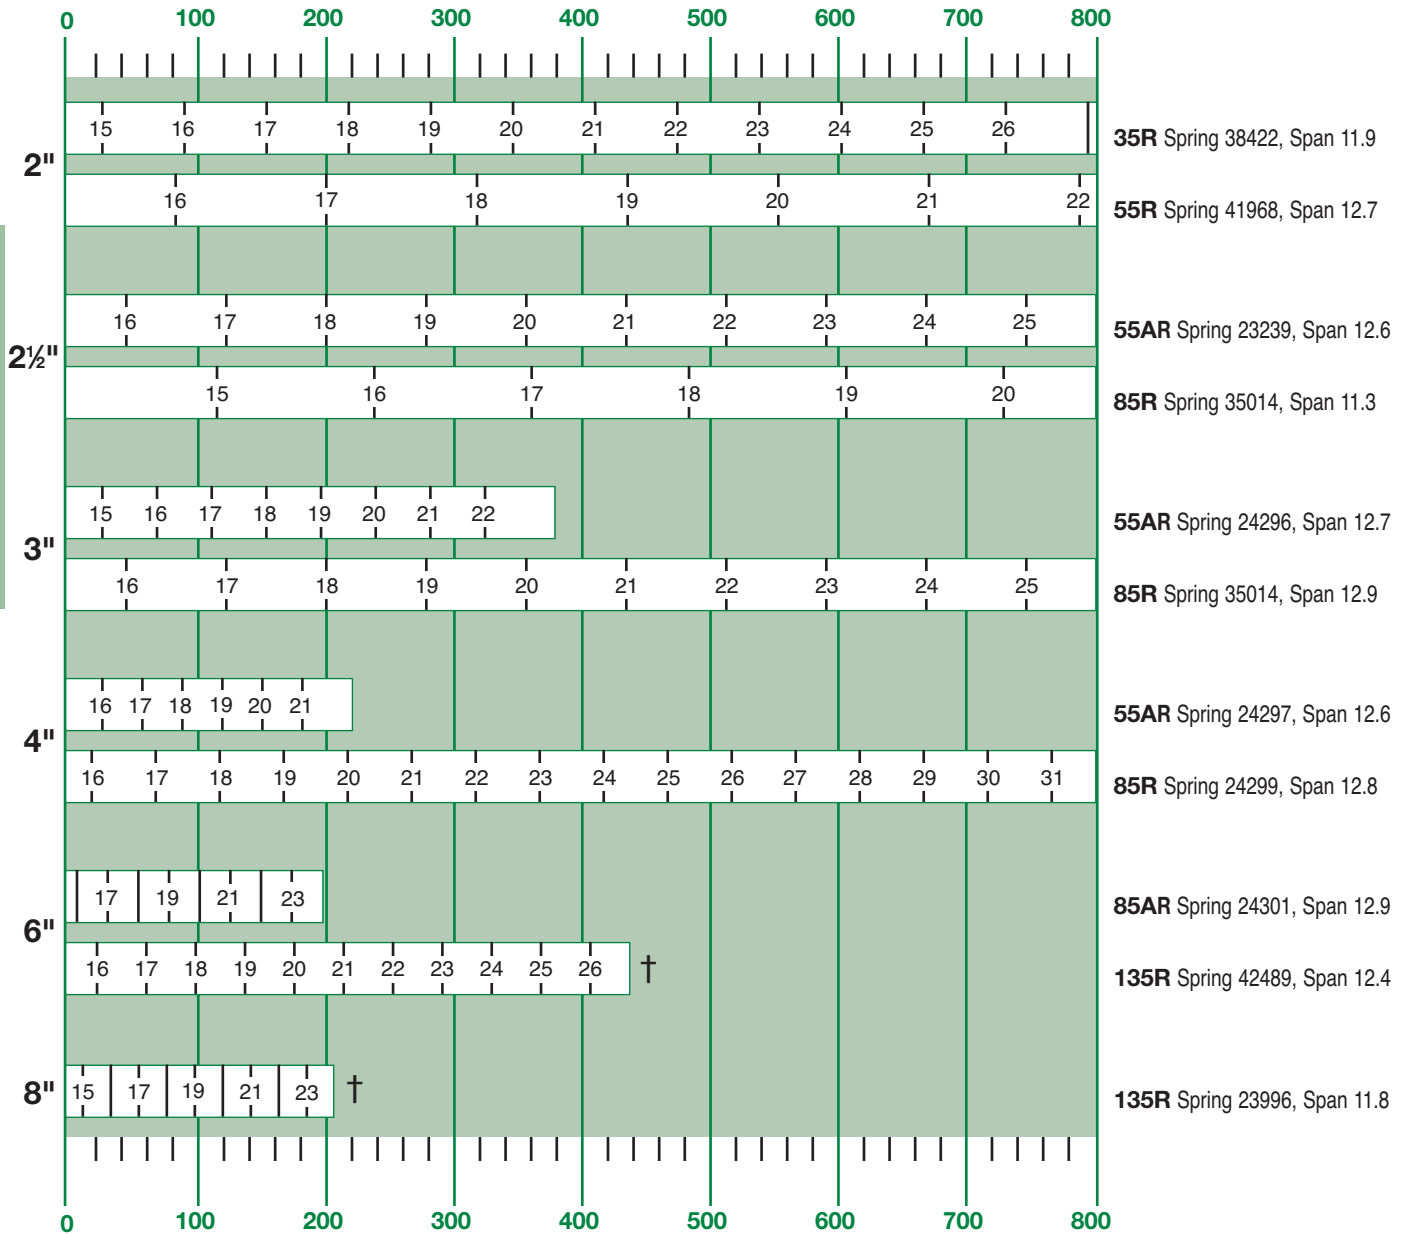 0 100 200 300 400 500 600 700 800
15 16 17 18 19 20 21 22 23 24 25 26
35R Spring 38422, Span 11.9
2"
16 17 18 19 20 21 22
55R Spring 41968, Span 12.7
16 17 18 19 20 21 22 23 24 25
55AR Spring 23239, Span 12.6
2½"
15 16 17 18 19 20
85R Spring 35014, Span 11.3
15 16 17 18 19 20 21 22
55AR Spring 24296, Span 12.7
3"
16 17 18 19 20 21 22 23 24 25
85R Spring 35014, Span 12.9
16 17 18 19 20 21
55AR Spring 24297, Span 12.6
4"
16 17 18 19 20 21 22 23 24 25 26 27 28 29 30 31
85R Spring 24299, Span 12.8
17 19 21 23
85AR Spring 24301, Span 12.9
6"
16 17 18 19 20 21 22 23 24 25 26 †
135R Spring 42489, Span 12.4
8" 15 17 19 21 23 †
135R Spring 23996, Span 11.8
0 100 200 300 400 500 600 700 800